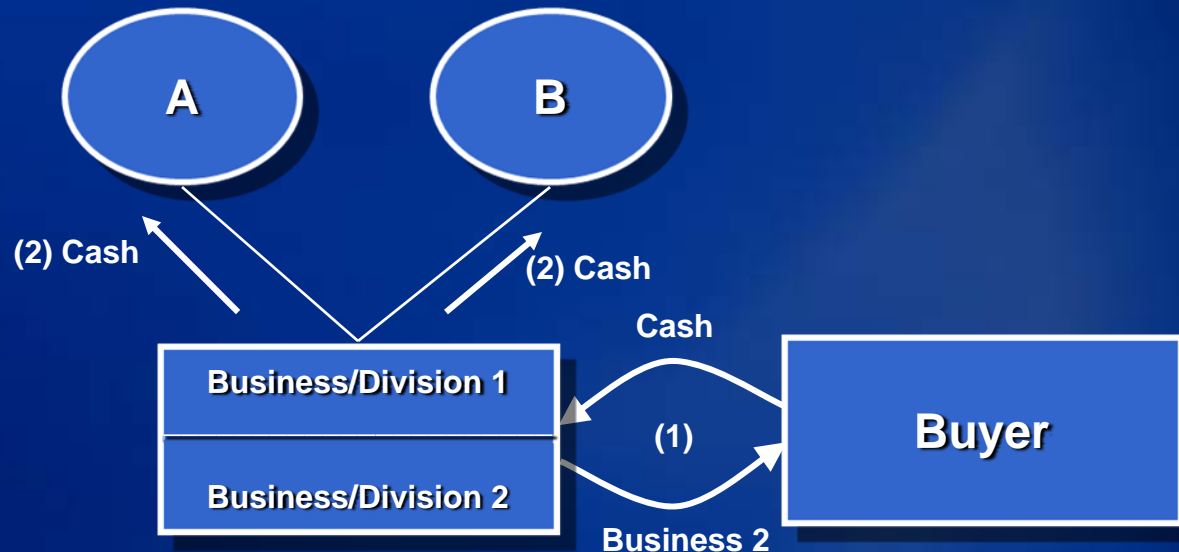 A
B
(2) Cash
(2) Cash
Cash
Business/Division 1
(1)
Buyer
Business/Division 2
Business 2